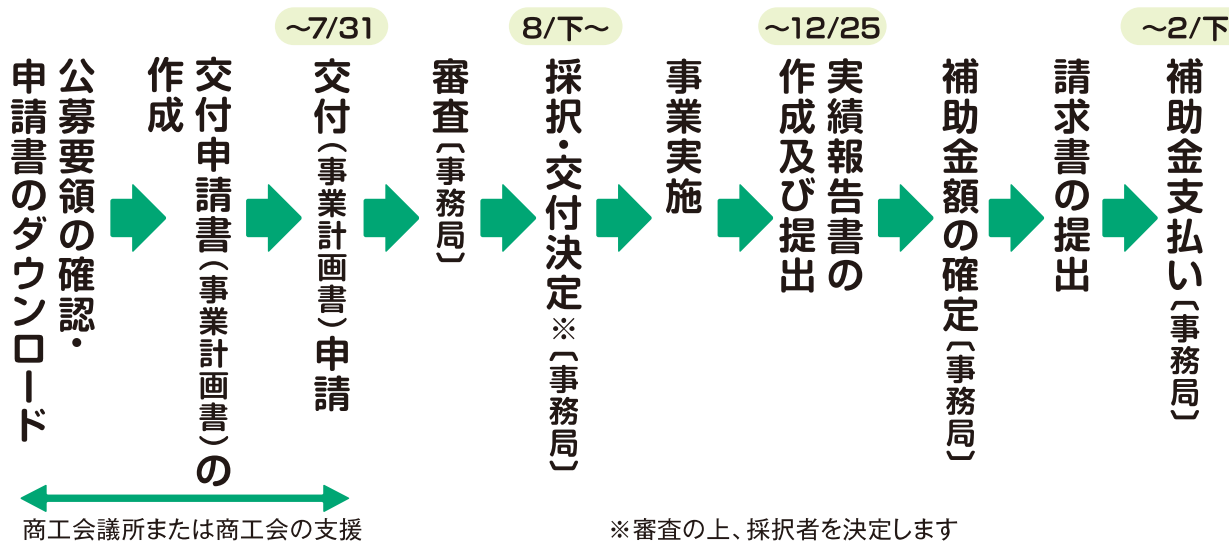 公募要領の確認・
申請書のダウンロード
交付申請書(事業計画書)の
作成
～7/31
交付(事業計画書)申請
審査〔事務局〕
8/下～
採択・交付決定※〔事務局〕
事業実施
～12/25
実績報告書の
作成及び提出
補助金額の確定〔事務局〕
請求書の提出
～2/下
補助金支払い〔事務局〕
商工会議所または商工会の支援
※審査の上、採択者を決定します